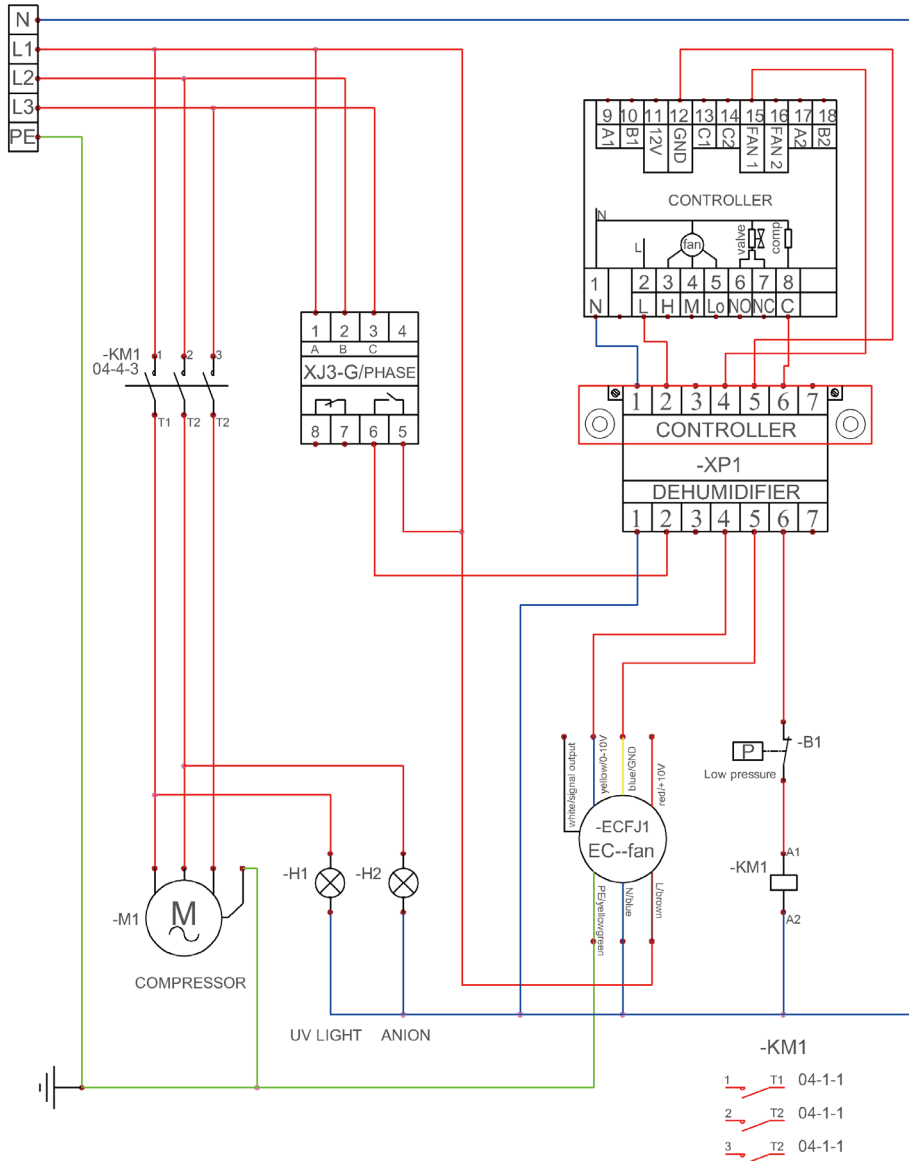 N
L1
L2
L3
PE
9 10 11 12 13 14 15 16 17 18
A1 B1 12V GND C1 C2 FAN 1 FAN 2 A2 B2
CONTROLLER
N
L
fan
valve
comp
1 2 3 4 5 6 7 8
N L H M Lo NO NC C
-KM1
04-4-3
1 2 3
T1 T2 T2
1 2 3 4
A B C
XJ3-G/PHASE
8 7 6 5
1 2 3 4 5 6 7
CONTROLLER
-XP1
DEHUMIDIFIER
1 2 3 4 5 6 7
white/signal output
yellow/0-10V
blue/GND
red/+10V
-ECFJ1
EC--fan
PE/yellowgreen
N/blue
L/brown
P
-B1
Low pressure
A1
-KM1
A2
-H1
-H2
-M1
M
COMPRESSOR
UV LIGHT
ANION
-KM1
1 T1 04-1-1
2 T2 04-1-1
3 T2 04-1-1